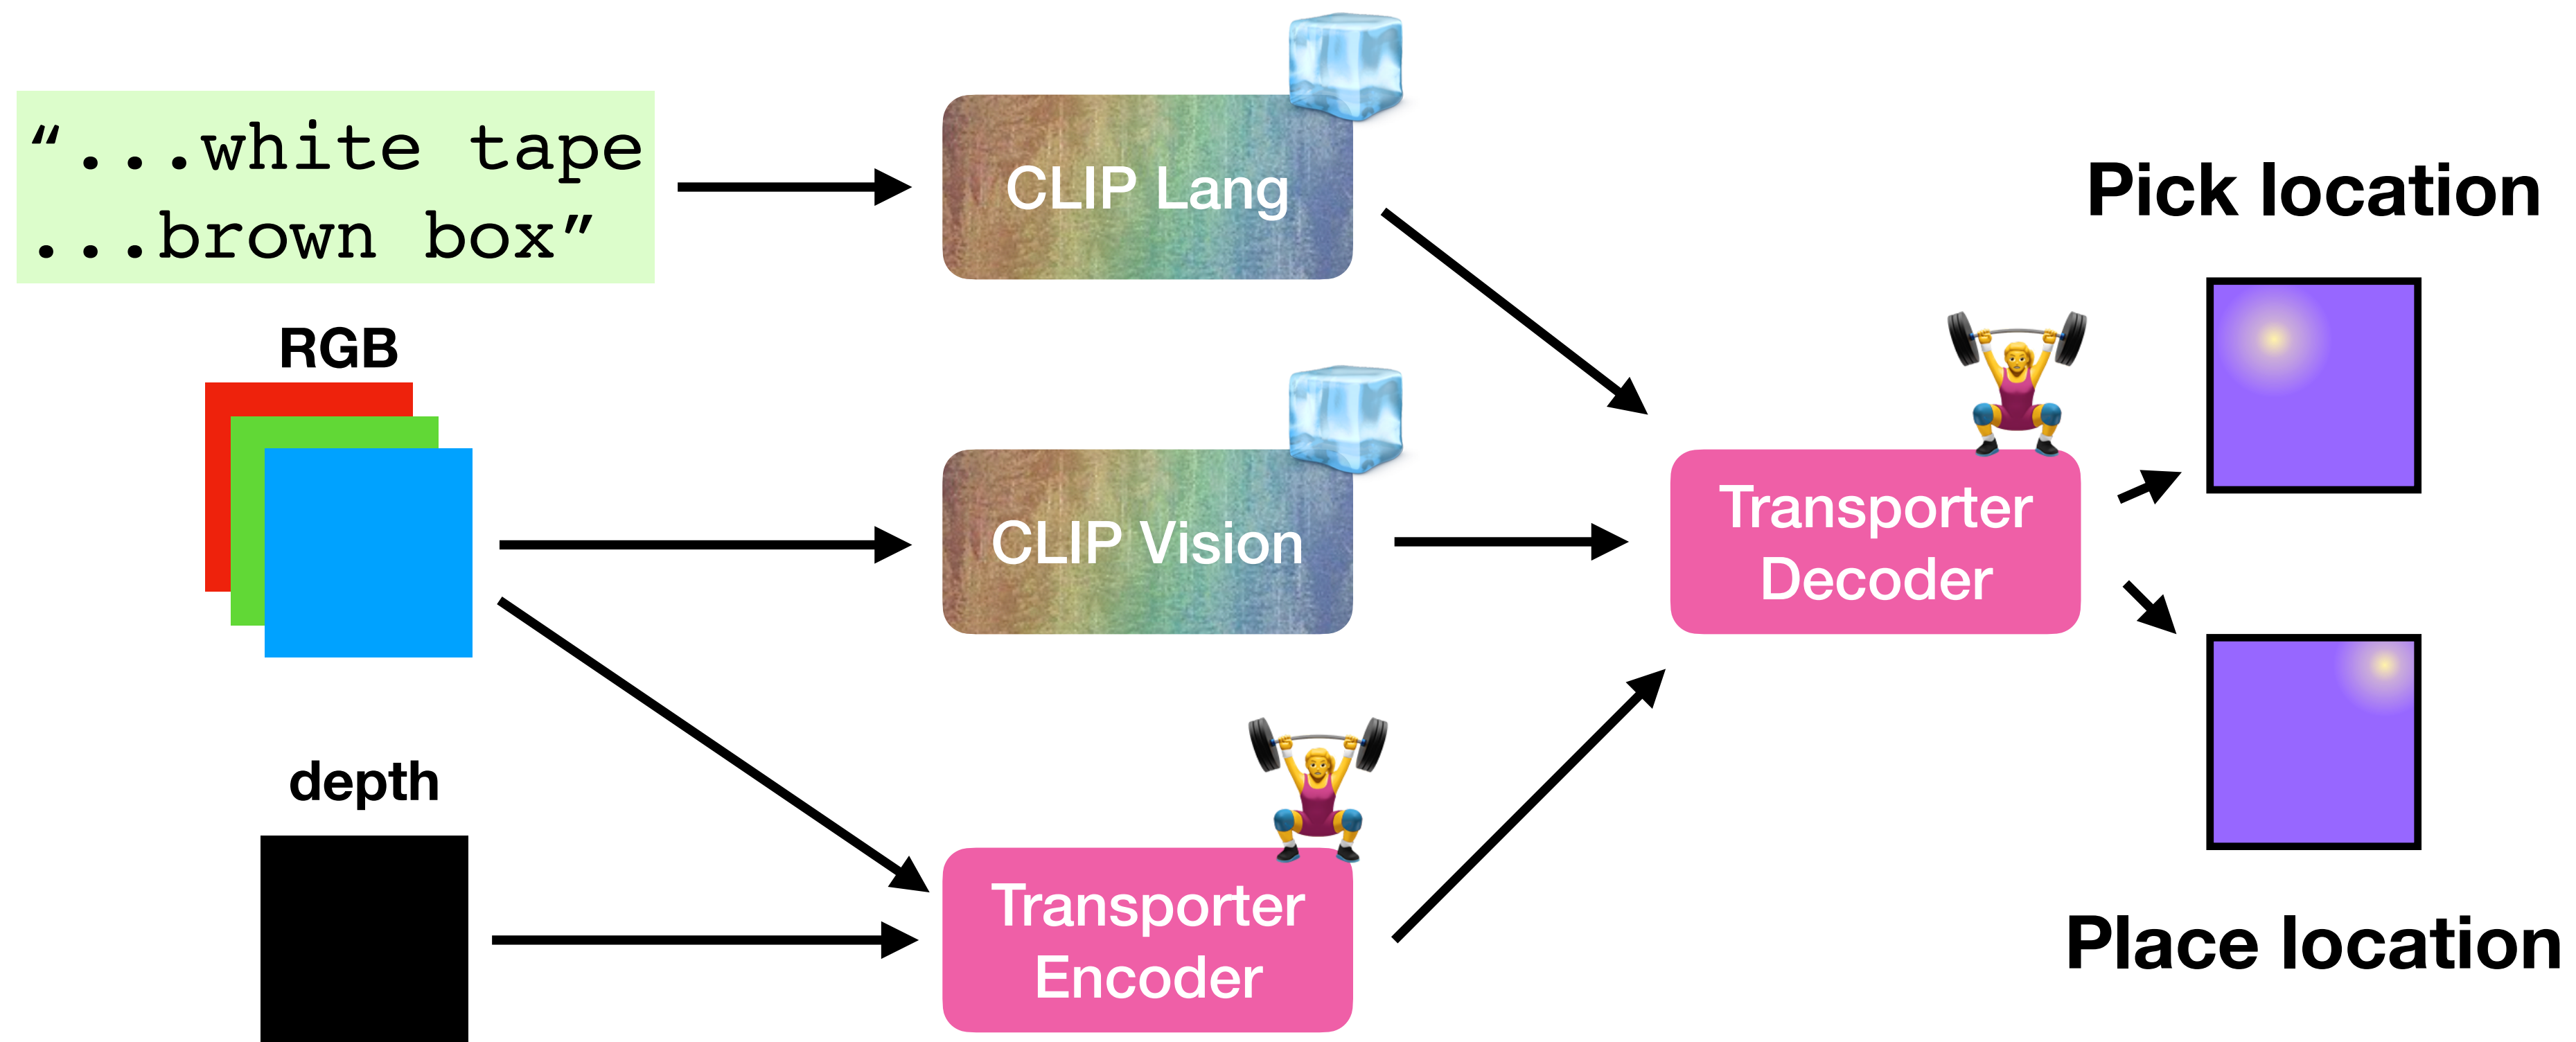 “...white tape
...brown box”
CLIP Lang
RGB
CLIP Vision
depth
Transporter
Encoder
Transporter
Decoder
Pick location
Place location